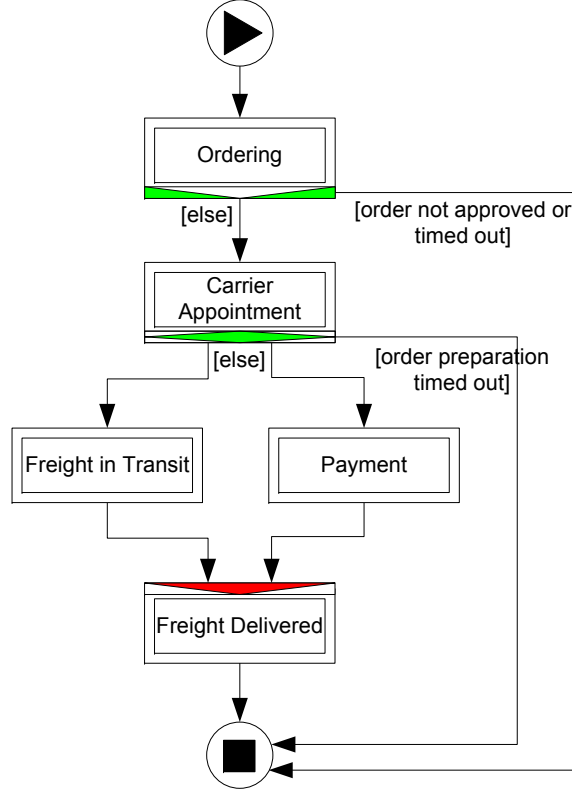 Ordering
[else]
[order not approved or
timed out]
Carrier
Appointment
[else]
[order preparation
timed out]
Freight in Transit
Payment
Freight Delivered